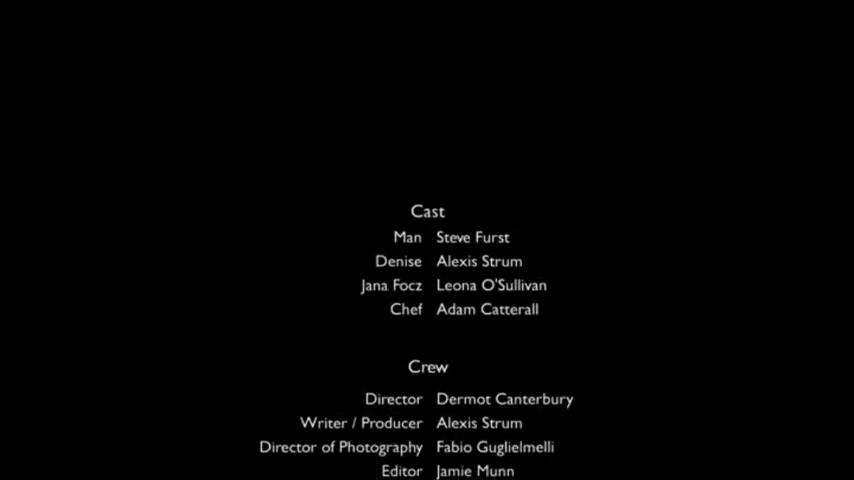 Cast
Man Steve Furst
Denise Alexis Strum
Jana Focz Leona O'Sullivan
Chef Adam Catterall
Crew
Director Dermot Canterbury
Writer / Producer Alexis Strum
Director of Photography Fabio Guglielmelli
Editor Jamie Munn